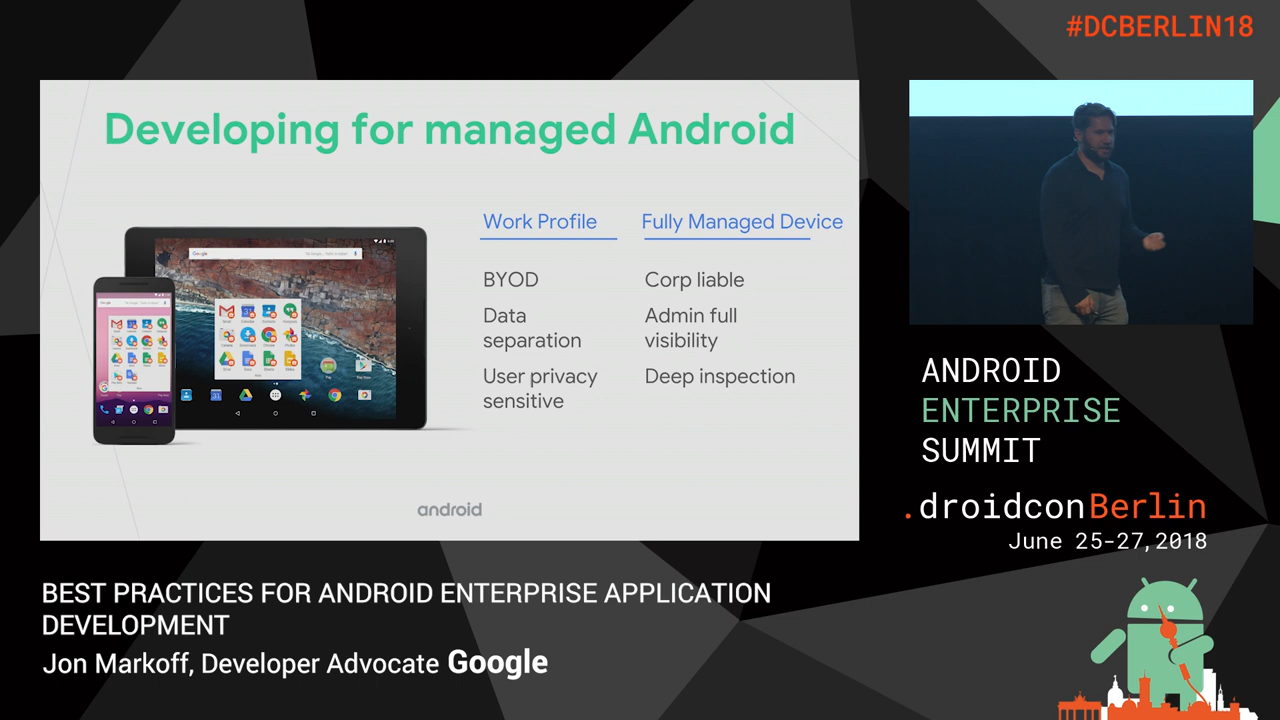 #DCBERLIN18
Developing for managed Android
Work Profile
BYOD
Data
separation
User privacy
sensitive
Fully Managed Device
Corp liable
Admin full
visibility
Deep inspection
android
ANDROID
ENTERPRISE
SUMMIT
.droidconBerlin
June 25-27, 2018
BEST PRACTICES FOR ANDROID ENTERPRISE APPLICATION
DEVELOPMENT
Jon Markoff, Developer Advocate Google